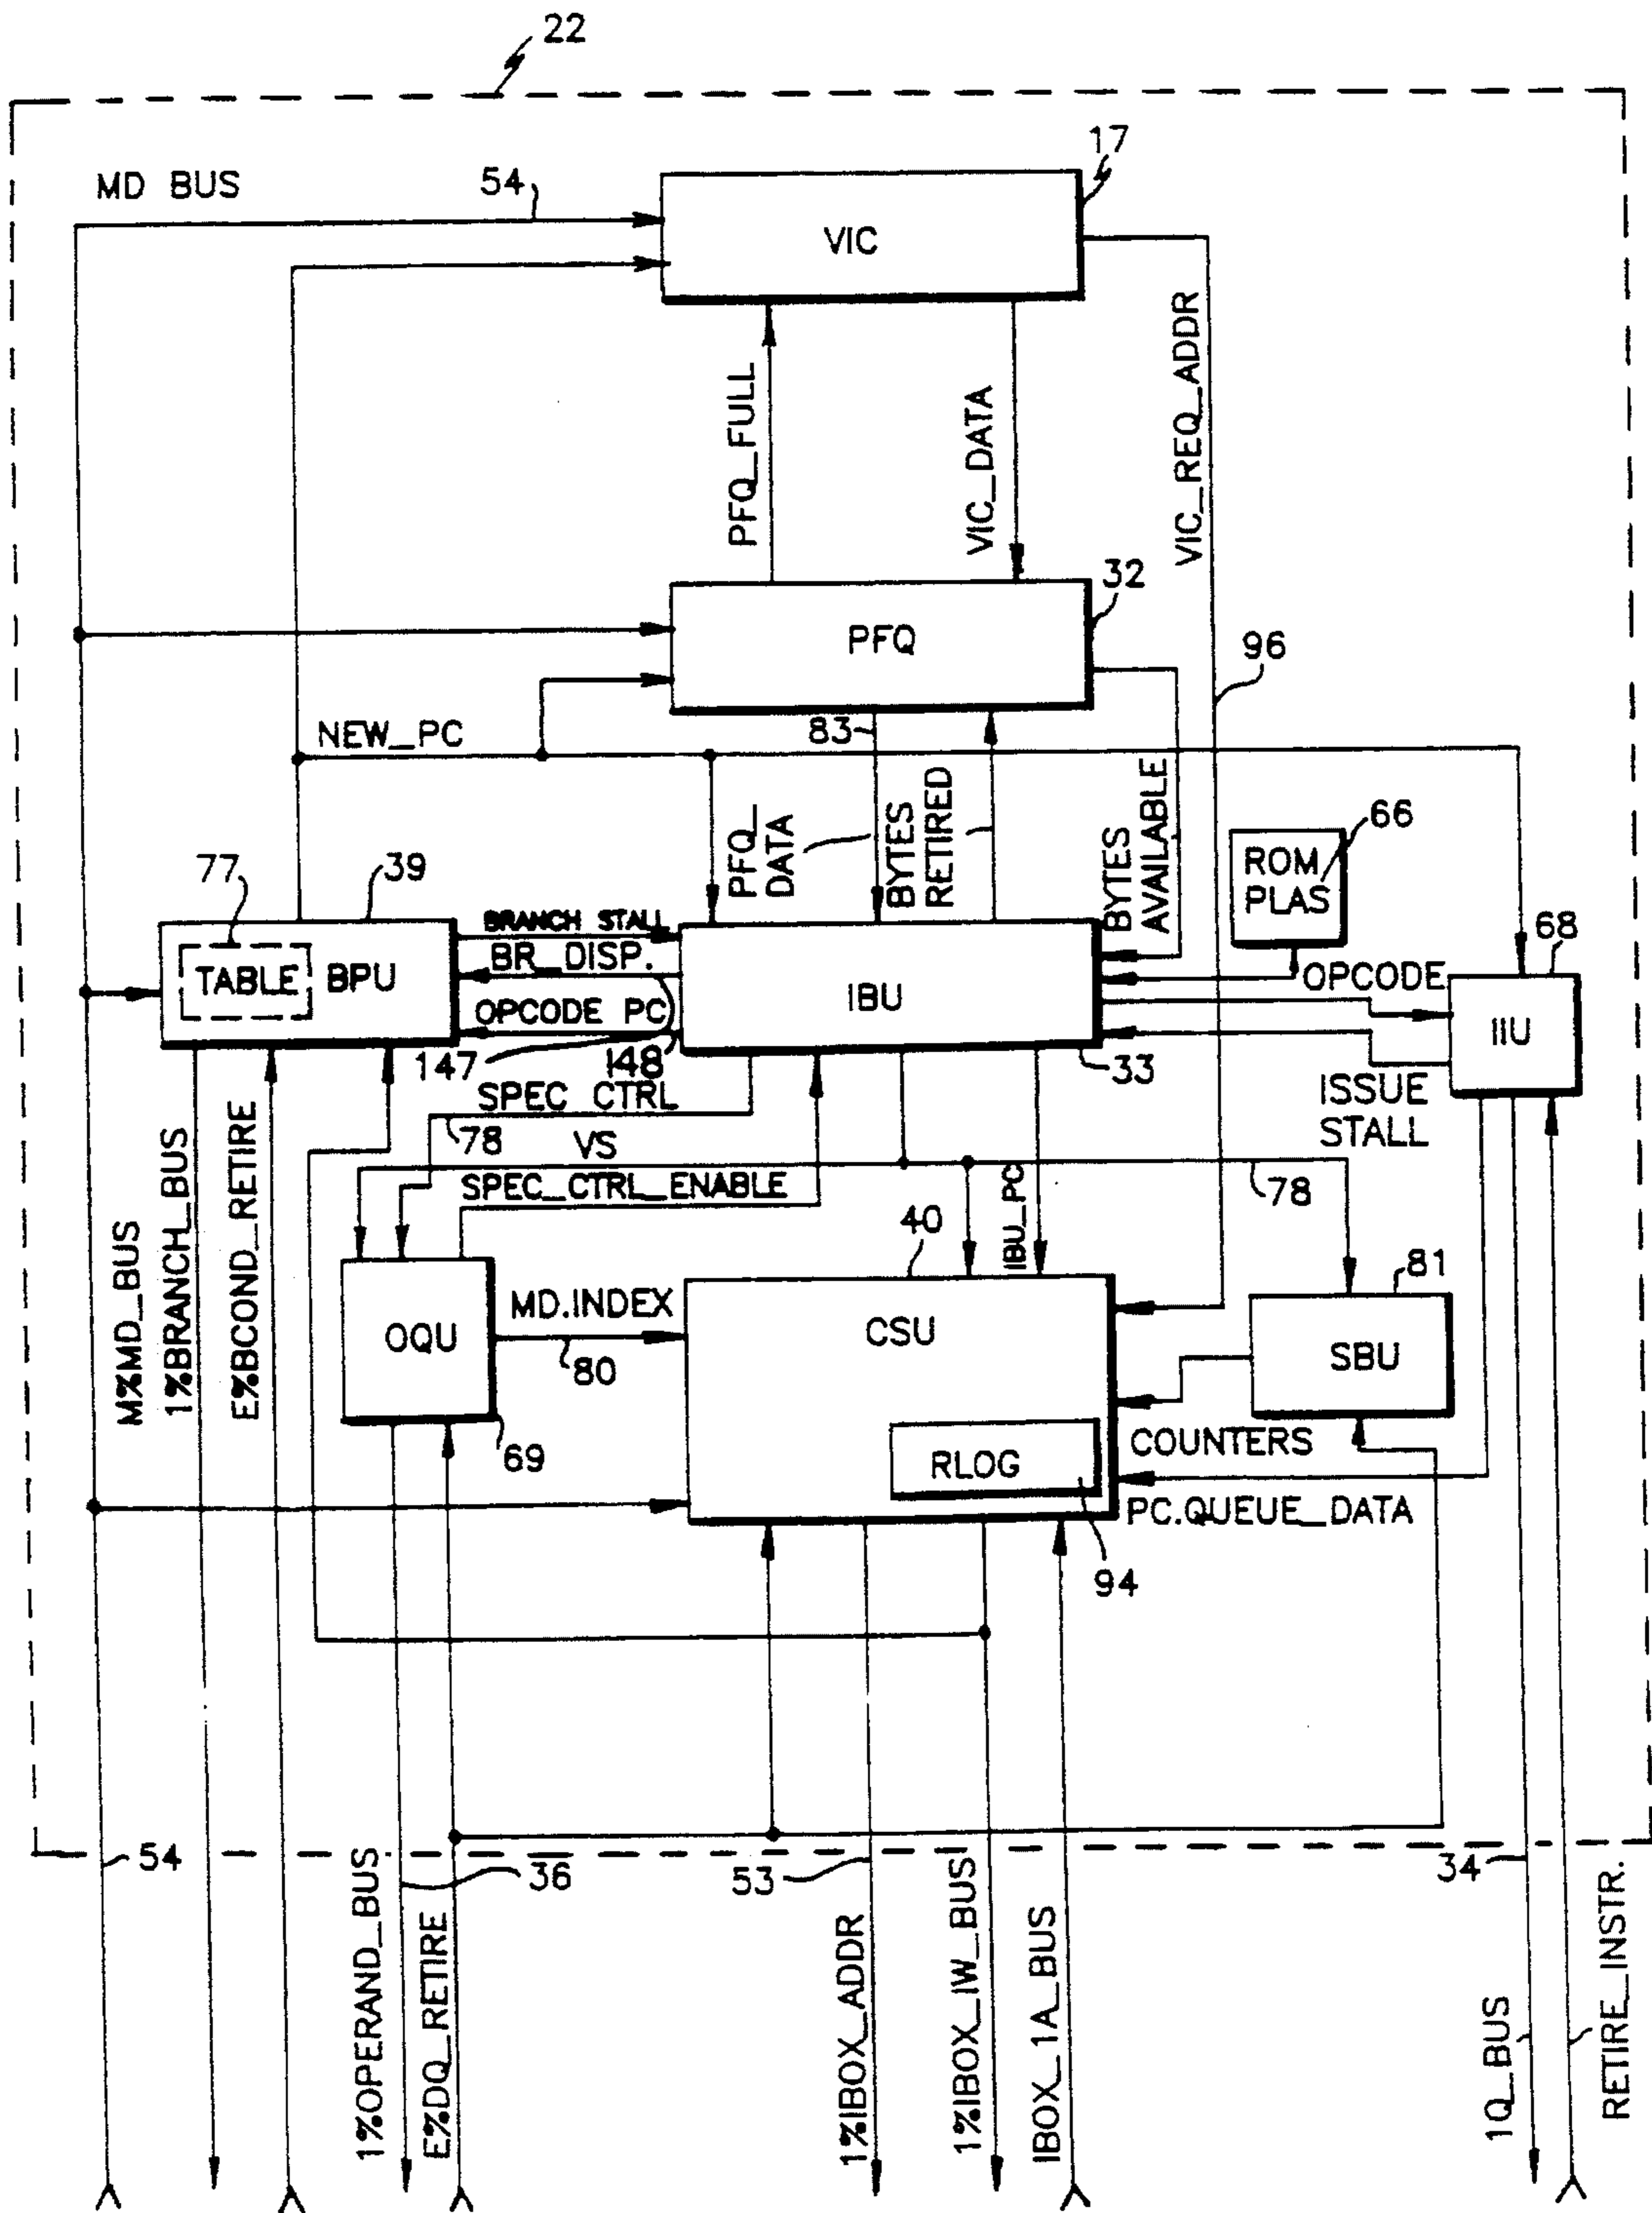 22
17
MD BUS
54
VIC
PFQ_FULL
VIC_DATA
VIC_REQ_ADDR
32
PFQ
96
NEW_PC
83
PFQ_
DATA
BYTES
RETIRED
BYTES
AVAILABLE
66
ROM
PLAS
77
39
BRANCH STALL
BR_DISP.
TABLE
BPU
OPCODE PC
IBU
OPCODE
68
IIU
147
148
33
SPEC CTRL
ISSUE
STALL
78
VS
SPEC_CTRL_ENABLE
78
M%MD_BUS
1%BRANCH_BUS
E%BCOND_RETIRE
40
IBU_PC
81
OQU
MD.INDEX
80
CSU
SBU
69
RLOG
COUNTERS
PC.QUEUE_DATA
94
54
36
53
34
1%OPERAND_BUS
E%DQ_RETIRE
1%IBOX_ADDR
1%IBOX_IW_BUS
IBOX_1A_BUS
1Q_BUS
RETIRE_INSTR.